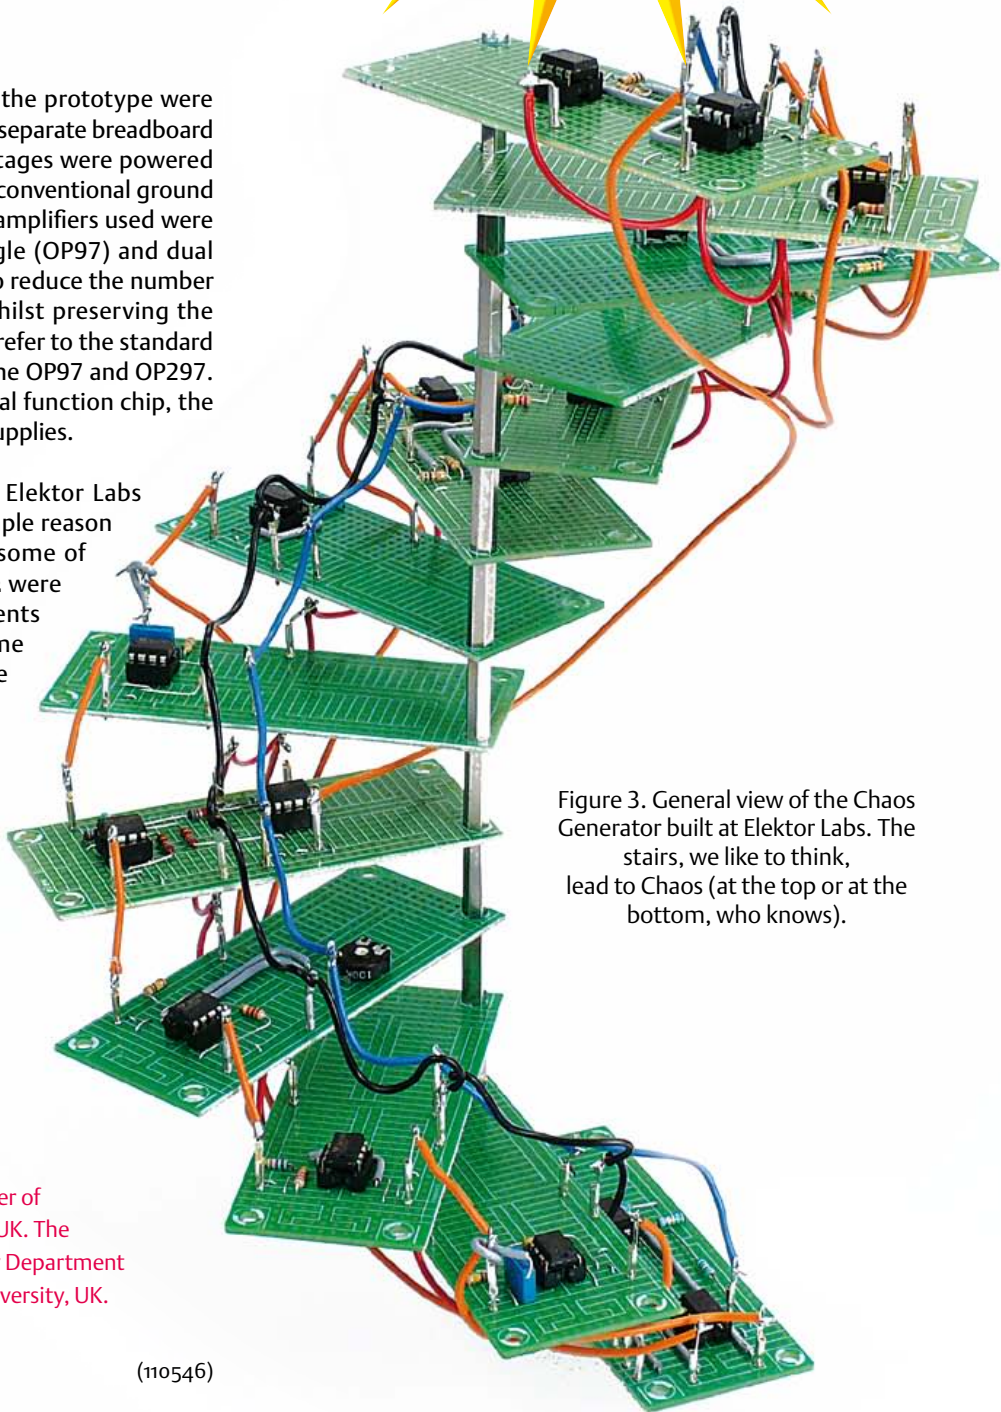 the prototype were
separate breadboard
tages were powered
conventional ground
amplifiers used were
gle (OP97) and dual
o reduce the number
hilst preserving the
refer to the standard
ne OP97 and OP297.
al function chip, the
upplies.
Elektor Labs
ple reason
some of
were
ents
me
e
Figure 3. General view of the Chaos
Generator built at Elektor Labs. The
stairs, we like to think,
lead to Chaos (at the top or at the
bottom, who knows).
er of
UK. The
Department
versity, UK.
(110546)